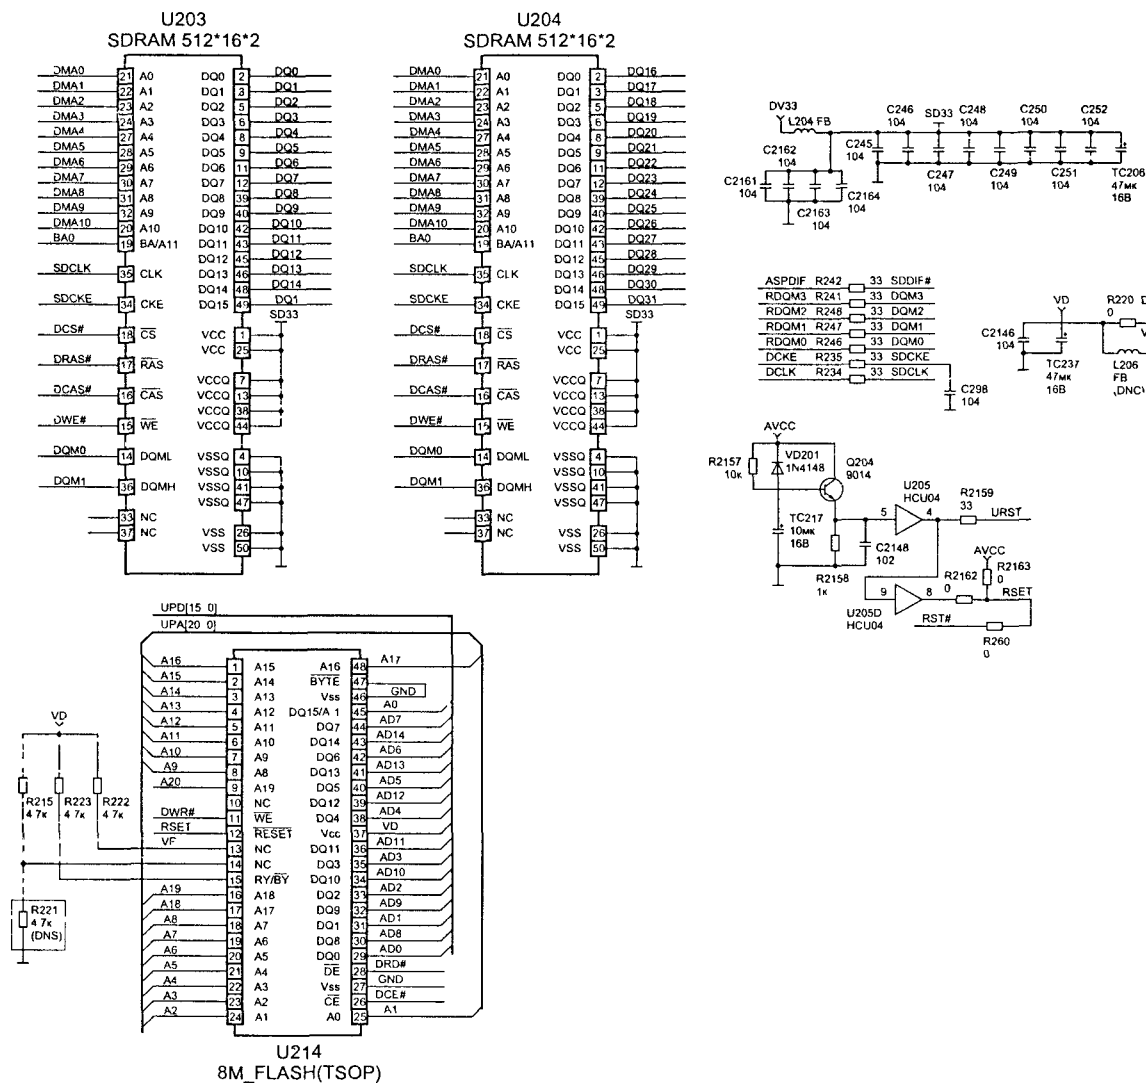 U203
SDRAM 512*16*2
DMA0 21 A0 DQ0 2 DQ0
DMA1 22 A1 DQ1 3 DQ1
DMA2 23 A2 DQ2 5 DQ2
DMA3 24 A3 DQ3 6 DQ3
DMA4 27 A4 DQ4 8 DQ4
DMA5 28 A5 DQ5 9 DQ5
DMA6 29 A6 DQ6 11 DQ6
DMA7 30 A7 DQ7 12 DQ7
DMA8 31 A8 DQ8 39 DQ8
DMA9 32 A9 DQ9 40 DQ9
DMA10 20 A10 DQ10 42 DQ10
BA0 19 BA/A11 DQ11 43 DQ11
DQ12 45 DQ12
SDCLK 35 CLK DQ13 46 DQ13
DQ14 48 DQ14
SDCKE 34 CKE DQ15 49 DQ1
SD33
DCS# 18 CS VCC 1
VCC 25
DRAS# 17 RAS
VCCQ 7
DCAS# 16 CAS VCCQ 13
VCCQ 38
DWE# 15 WE VCCQ 44
DQM0 14 DQML VSSQ 4
VSSQ 10
DQM1 36 DQMH VSSQ 41
VSSQ 47
33 NC
37 NC VSS 26
VSS 50
U204
SDRAM 512*16*2
DMA0 21 A0 DQ0 2 DQ16
DMA1 22 A1 DQ1 3 DQ17
DMA2 23 A2 DQ2 5 DQ18
DMA3 24 A3 DQ3 6 DQ19
DMA4 27 A4 DQ4 8 DQ20
DMA5 28 A5 DQ5 9 DQ21
DMA6 29 A6 DQ6 11 DQ22
DMA7 30 A7 DQ7 12 DQ23
DMA8 31 A8 DQ8 39 DQ24
DMA9 32 A9 DQ9 40 DQ25
DMA10 20 A10 DQ10 42 DQ26
BA0 19 BA/A11 DQ11 43 DQ27
DQ12 45 DQ28
SDCLK 35 CLK DQ13 46 DQ29
DQ14 48 DQ30
SDCKE 34 CKE DQ15 49 DQ31
SD33
DCS# 18 CS VCC 1
VCC 25
DRAS# 17 RAS
VCCQ 7
DCAS# 16 CAS VCCQ 13
VCCQ 38
DWE# 15 WE VCCQ 44
DQM0 14 DQML VSSQ 4
VSSQ 10
DQM1 36 DQMH VSSQ 41
VSSQ 47
33 NC
37 NC VSS 26
VSS 50
DV33
L204 FB
C246 104
SD33
C248 104
C250 104
C252 104
C245 104
C247 104
C249 104
C251 104
TC206 47мк 16В
C2162 104
C2161 104
C2163 104
C2164 104
ASPDIF R242 33 SDDIF#
RDQM3 R241 33 DQM3
RDQM2 R248 33 DQM2
RDQM1 R247 33 DQM1
RDQM0 R246 33 DQM0
DCKE R235 33 SDCKE
DCLK R234 33 SDCLK
C298 104
VD
C2146 104
TC237 47мк 16В
R220 0
L206 FB
AVCC
R2157 10к
VD201 1N4148
Q204 9014
TC217 10мк 16В
R2158 1к
C2148 102
5 U205 HCU04 4
R2159 33
URST
9 U205D HCU04 8
R2162 0
AVCC
R2163 0
RSET
RST#
R260 0
UPD[15 0]
UPA[20 0]
A16 1 A15 A16 48 A17
A15 2 A14 BYTE 47
A14 3 A13 Vss 46 GND
A13 4 A12 DQ15/A 1 45 A0
A12 5 A11 DQ7 44 AD7
A11 6 A10 DQ14 43 AD14
A10 7 A9 DQ6 42 AD6
A9 8 A8 DQ13 41 AD13
A20 9 A19 DQ5 40 AD5
10 NC DQ12 39 AD12
DWR# 11 WE DQ4 38 AD4
RSET 12 RESET Vcc 37 VD
VF 13 NC DQ11 36 AD11
14 NC DQ3 35 AD3
15 RY/BY DQ10 34 AD10
A19 16 A18 DQ2 33 AD2
A18 17 A17 DQ9 32 AD9
A8 18 A7 DQ1 31 AD1
A7 19 A6 DQ8 30 AD8
A6 20 A5 DQ0 29 AD0
A5 21 A4 DE 28 DRD#
A4 22 A3 Vss 27 GND
A3 23 A2 CE 26 DCE#
A2 24 A1 A0 25 A1
VD
R215 4 7к
R223 4 7к
R222 4 7к
R221 4 7к (DNS)
U214
8M_FLASH(TSOP)